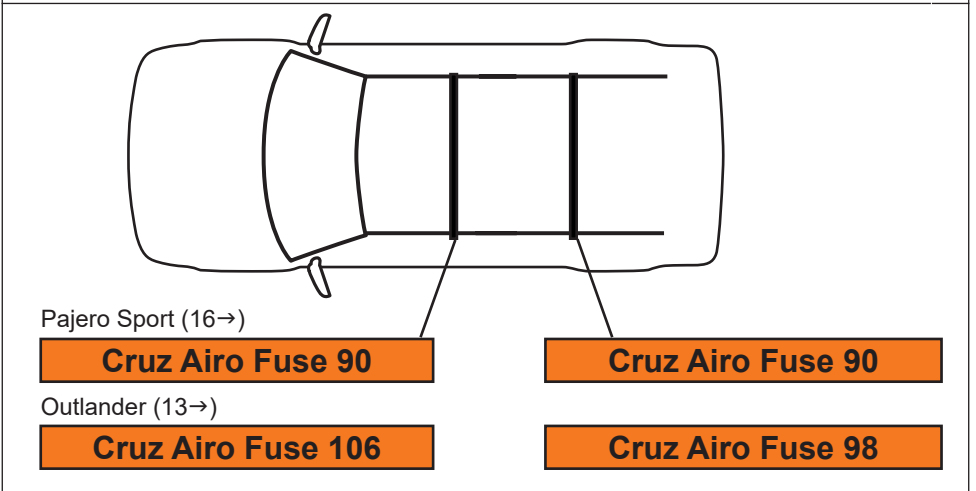 Pajero Sport (16→)
Cruz Airo Fuse 90 Cruz Airo Fuse 90
Outlander (13→)
Cruz Airo Fuse 106 Cruz Airo Fuse 98